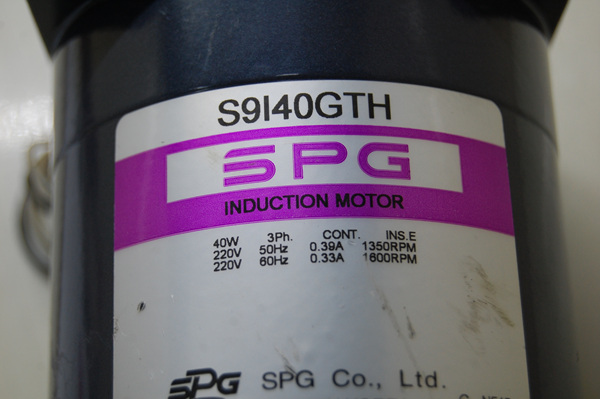 S9I40GTH
SPG
INDUCTION MOTOR
40W 3Ph. CONT. INS.E
220V 50Hz 0.39A 1350RPM
220V 60Hz 0.33A 1600RPM
SPG SPG Co., Ltd.